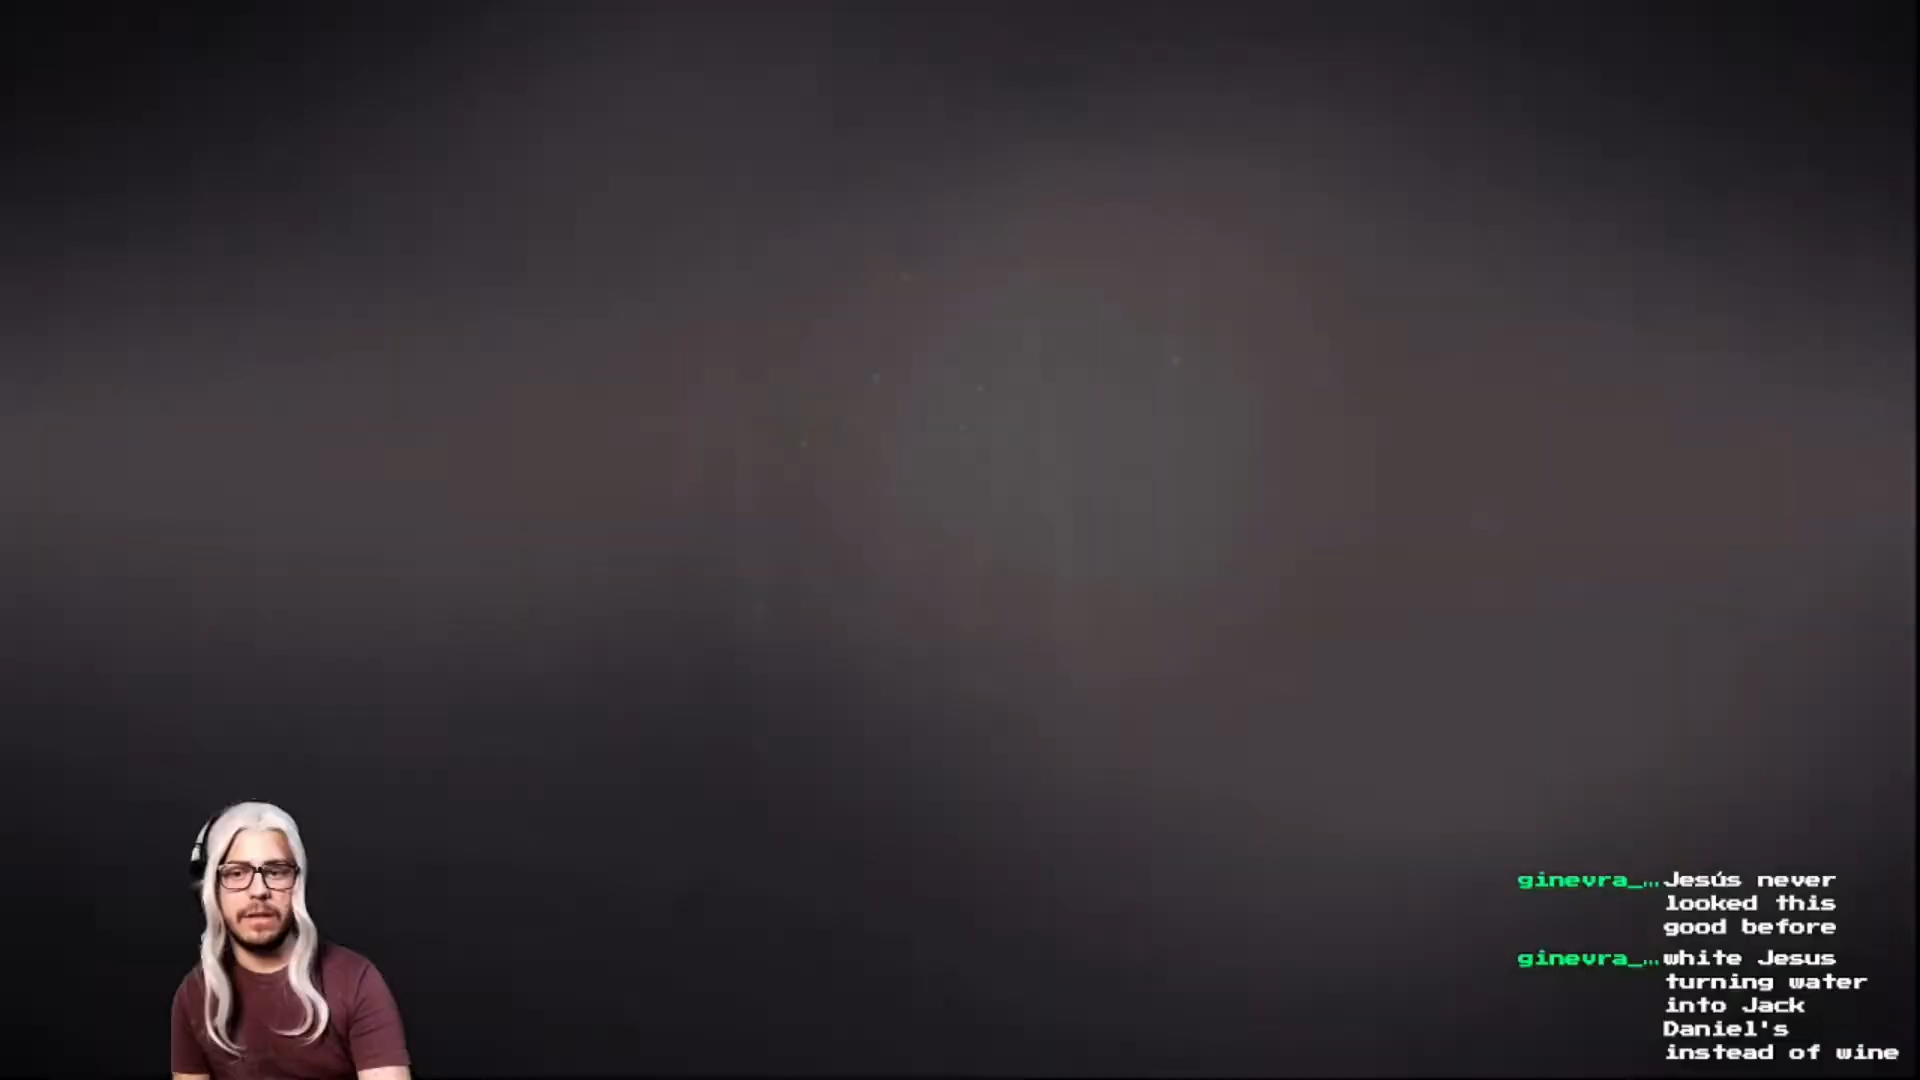 ginevra_…Jesús never
looked this
good before
ginevra_…white Jesus
turning water
into Jack
Daniel's
instead of wine